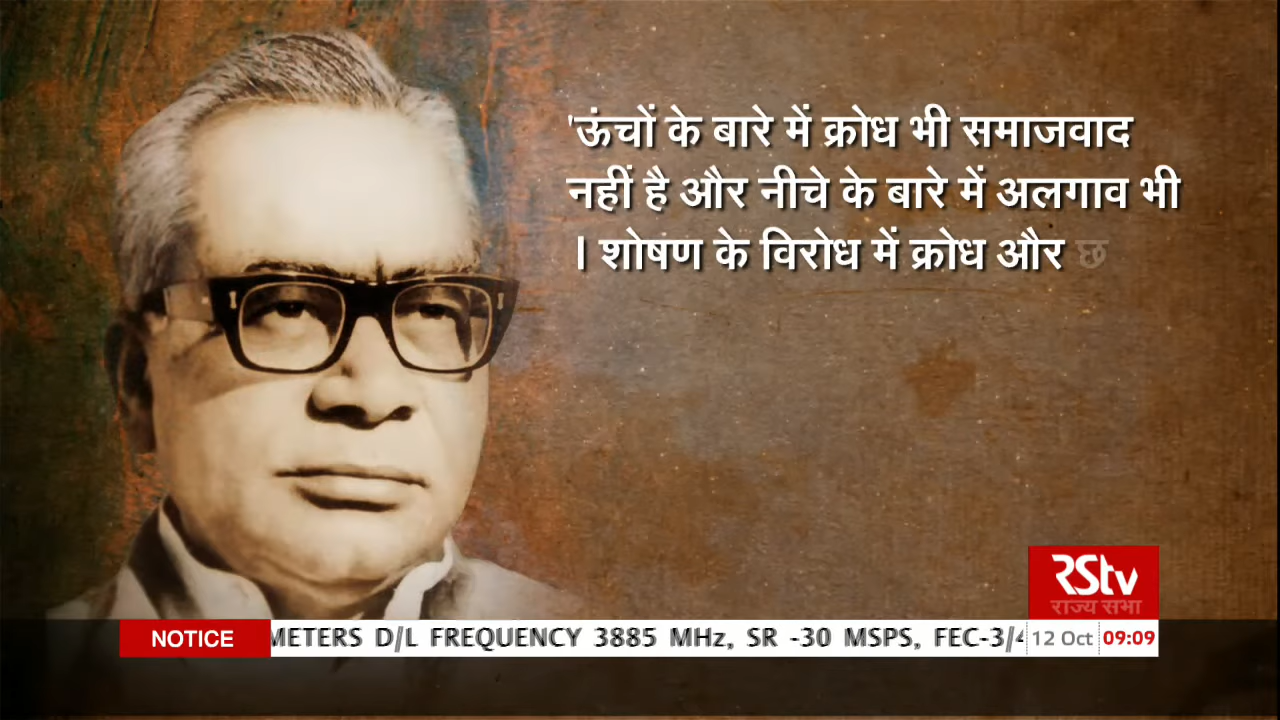 'ऊंचों के बारे में क्रोध भी समाजवाद
नहीं है और नीचे के बारे में अलगाव भी
। शोषण के विरोध में क्रोध और छ
RStv
राज्य सभा
NOTICE METERS D/L FREQUENCY 3885 MHz, SR -30 MSPS, FEC-3/4 12 Oct 09:09